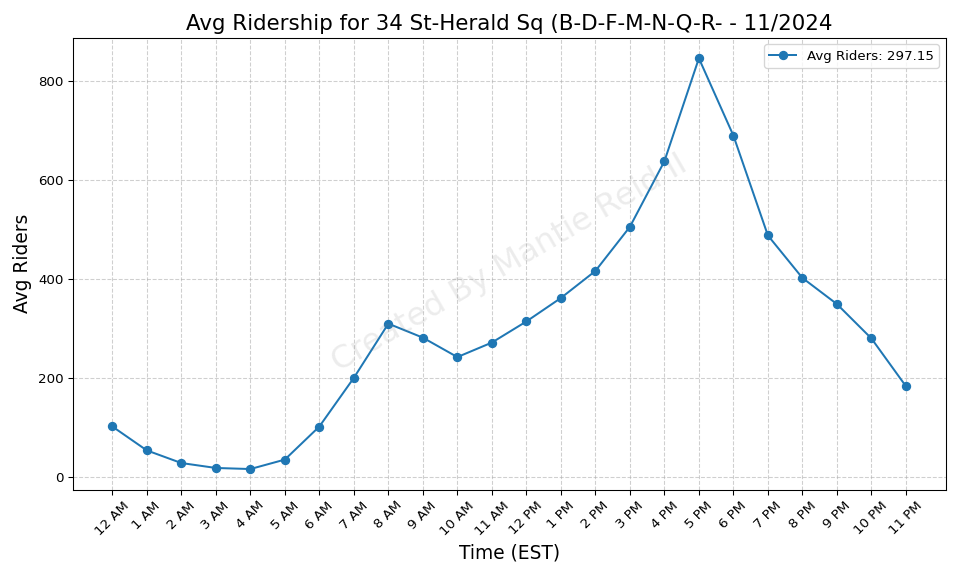 Avg Ridership for 34 St-Herald Sq (B-D-F-M-N-Q-R- - 11/2024
Avg Riders: 297.15
Avg Riders
800
600
400
200
0
Created By Mantle Reidhl
12 AM
1 AM
2 AM
3 AM
4 AM
5 AM
6 AM
7 AM
8 AM
9 AM
10 AM
11 AM
12 PM
1 PM
2 PM
3 PM
4 PM
5 PM
6 PM
7 PM
8 PM
9 PM
10 PM
11 PM
Time (EST)